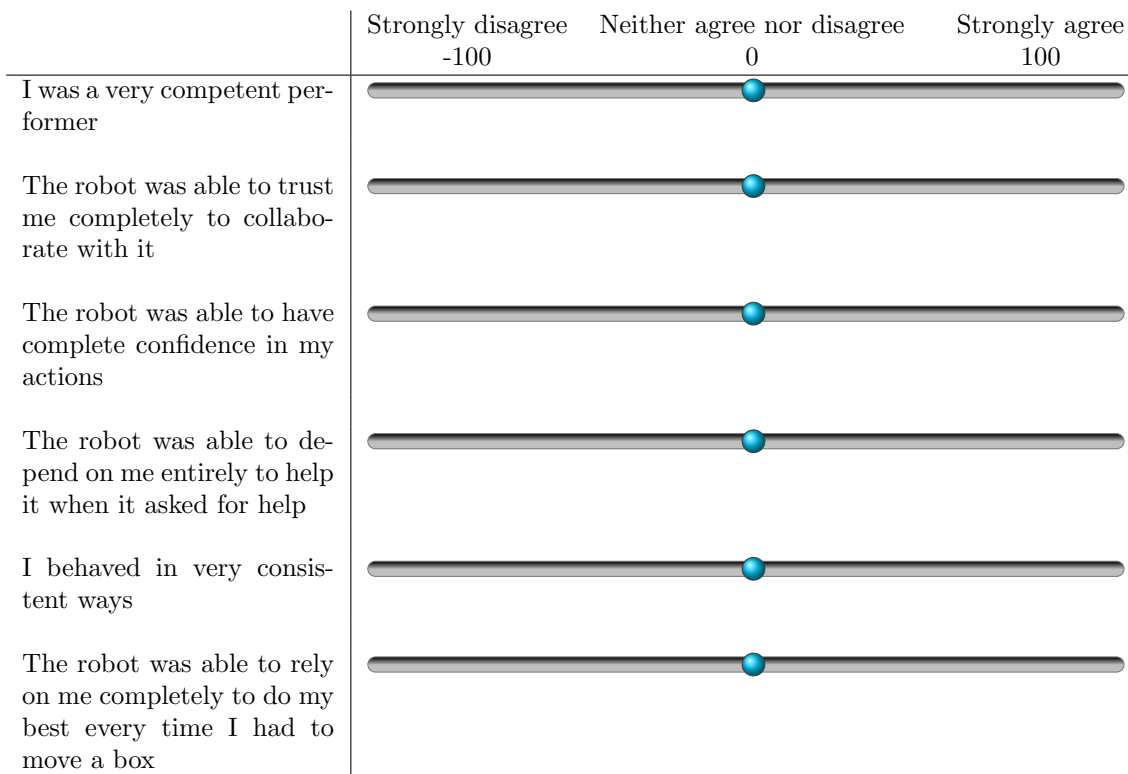 Strongly disagree Neither agree nor disagree Strongly agree
-100 0 100
I was a very competent per-
former
The robot was able to trust
me completely to collabo-
rate with it
The robot was able to have
complete confidence in my
actions
The robot was able to de-
pend on me entirely to help
it when it asked for help
I behaved in very consis-
tent ways
The robot was able to rely
on me completely to do my
best every time I had to
move a box